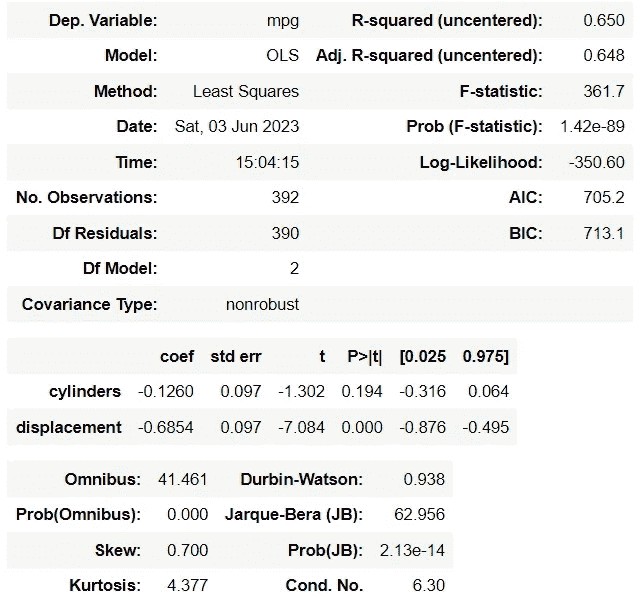 Dep. Variable: mpg R-squared (uncentered): 0.650
Model: OLS Adj. R-squared (uncentered): 0.648
Method: Least Squares F-statistic: 361.7
Date: Sat, 03 Jun 2023 Prob (F-statistic): 1.42e-89
Time: 15:04:15 Log-Likelihood: -350.60
No. Observations: 392 AIC: 705.2
Df Residuals: 390 BIC: 713.1
Df Model: 2
Covariance Type: nonrobust
coef std err t P>|t| [0.025 0.975]
cylinders -0.1260 0.097 -1.302 0.194 -0.316 0.064
displacement -0.6854 0.097 -7.084 0.000 -0.876 -0.495
Omnibus: 41.461 Durbin-Watson: 0.938
Prob(Omnibus): 0.000 Jarque-Bera (JB): 62.956
Skew: 0.700 Prob(JB): 2.13e-14
Kurtosis: 4.377 Cond. No. 6.30